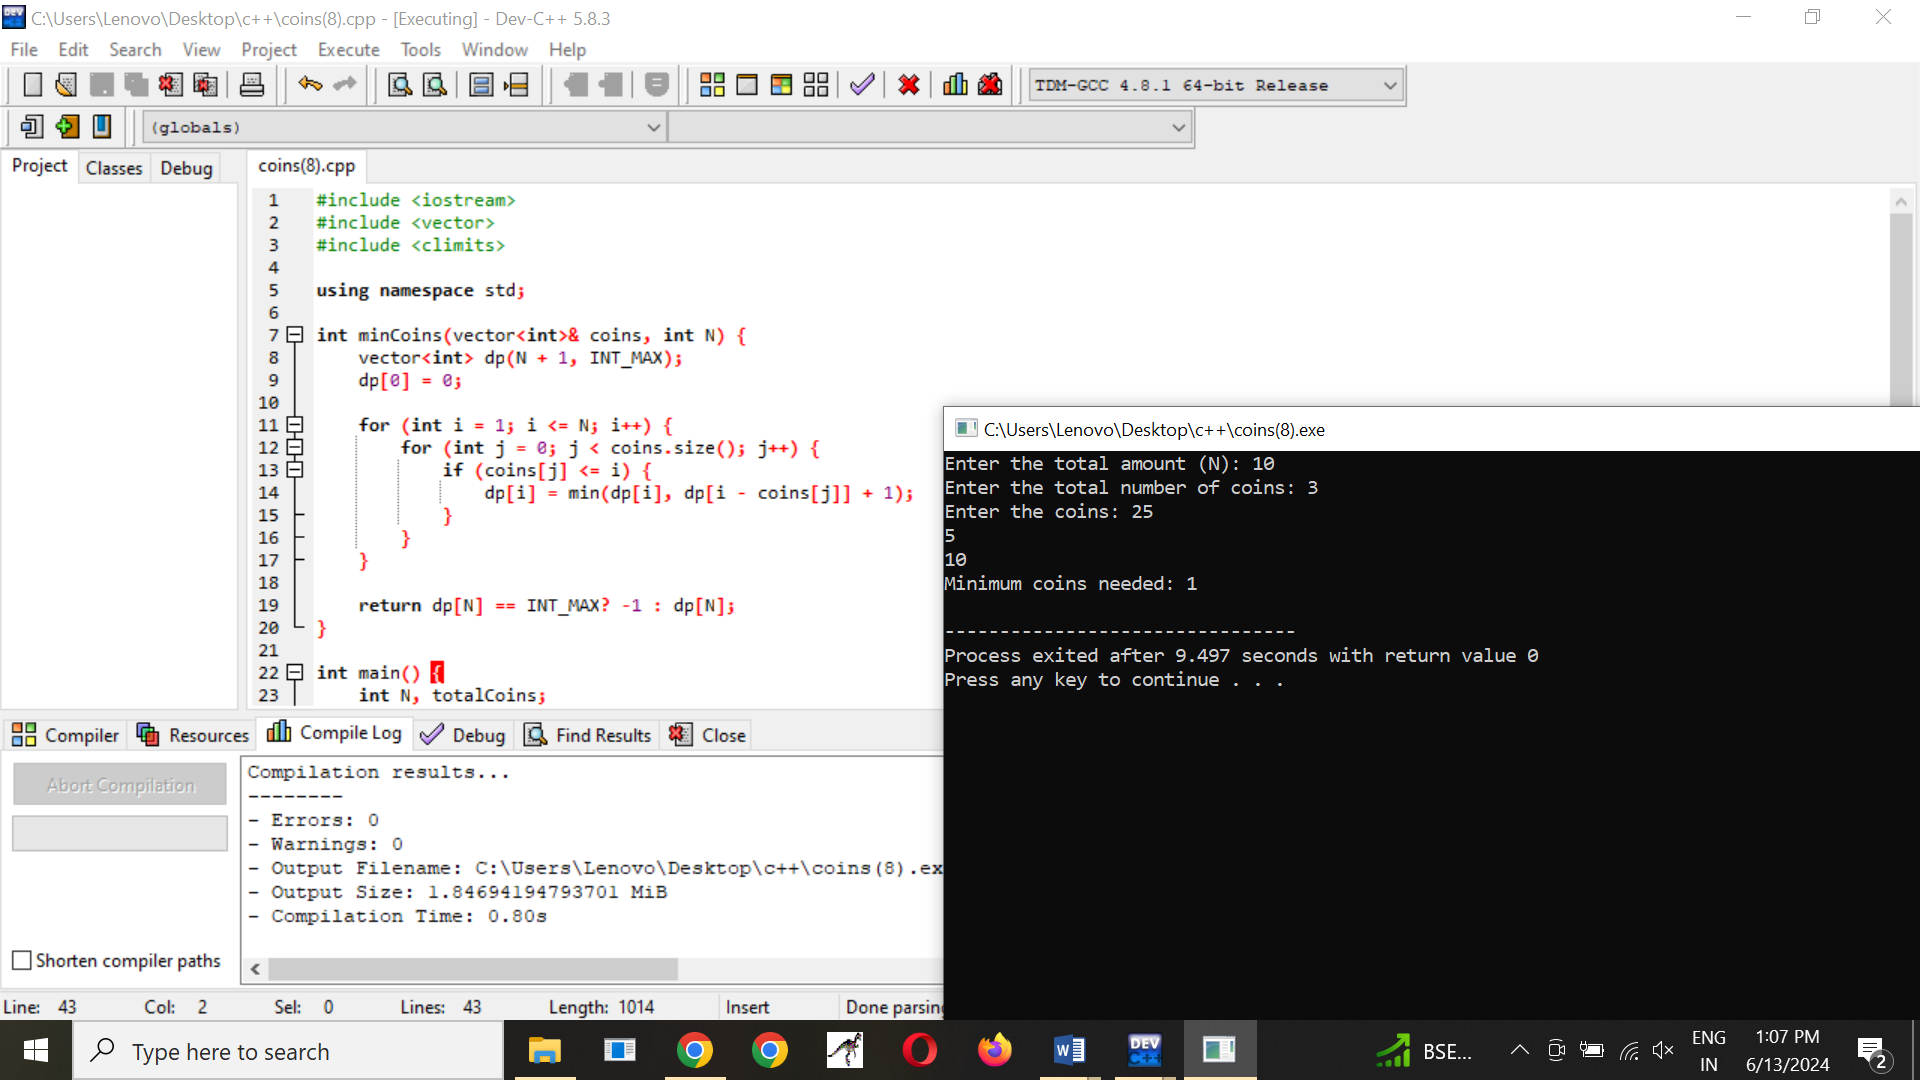 C:\Users\Lenovo\Desktop\c++\coins(8).cpp - [Executing] - Dev-C++ 5.8.3
File Edit Search View Project Execute Tools Window Help
TDM-GCC 4.8.1 64-bit Release
(globals)
Project Classes Debug
coins(8).cpp
1 #include <iostream>
2 #include <vector>
3 #include <climits>
4
5 using namespace std;
6
7 int minCoins(vector<int>& coins, int N) {
8 vector<int> dp(N + 1, INT_MAX);
9 dp[0] = 0;
10
11 for (int i = 1; i <= N; i++) {
12 for (int j = 0; j < coins.size(); j++) {
13 if (coins[j] <= i) {
14 dp[i] = min(dp[i], dp[i - coins[j]] + 1);
15 }
16 }
17 }
18
19 return dp[N] == INT_MAX? -1 : dp[N];
20 }
21
22 int main() {
23 int N, totalCoins;
C:\Users\Lenovo\Desktop\c++\coins(8).exe
Enter the total amount (N): 10
Enter the total number of coins: 3
Enter the coins: 25
5
10
Minimum coins needed: 1
--------------------------------
Process exited after 9.497 seconds with return value 0
Press any key to continue . . .
Compiler Resources Compile Log Debug Find Results Close
Abort Compilation
Shorten compiler paths
Compilation results...
--------
- Errors: 0
- Warnings: 0
- Output Filename: C:\Users\Lenovo\Desktop\c++\coins(8).ex
- Output Size: 1.84694194793701 MiB
- Compilation Time: 0.80s
Line: 43 Col: 2 Sel: 0 Lines: 43 Length: 1014 Insert Done parsing
Type here to search
DEV C++
BSE...
ENG
IN
1:07 PM
6/13/2024
2